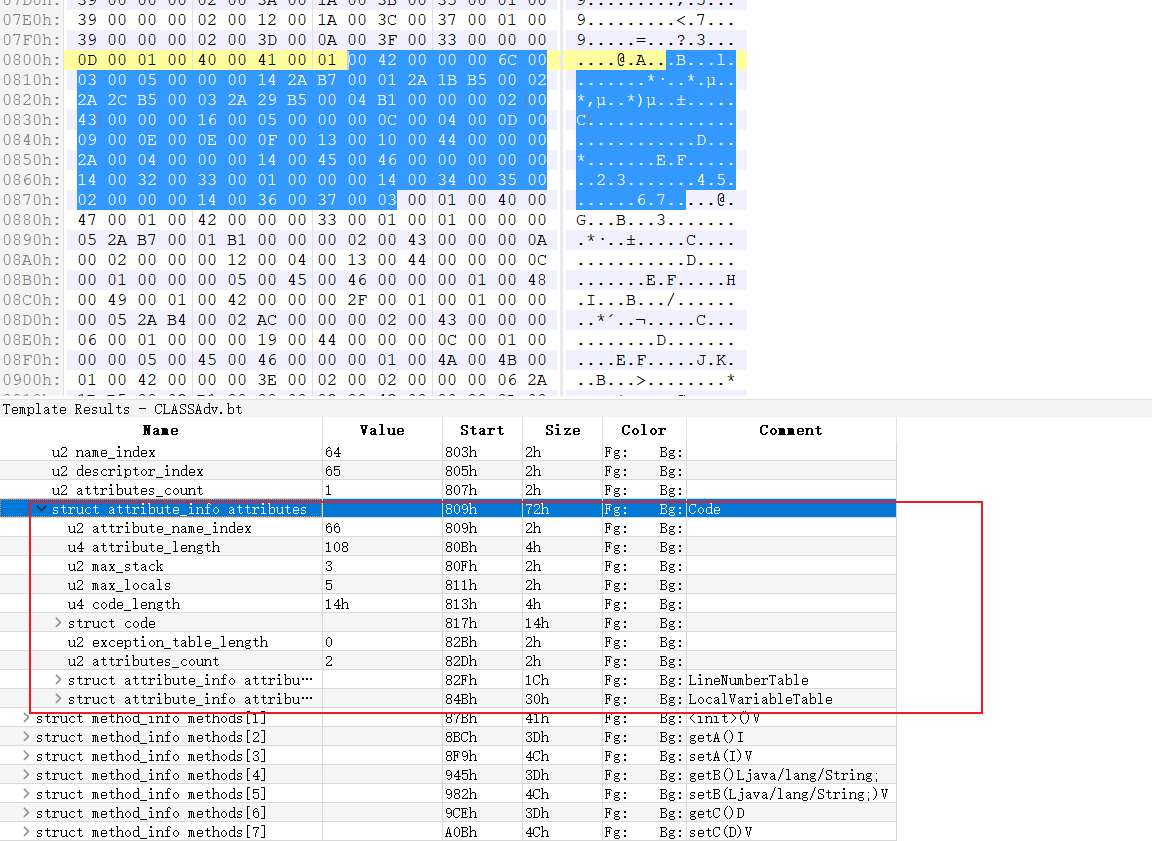 07E0h: 39 00 00 00 02 00 12 00 1A 00 3C 00 37 00 01 00 9.........<.7...
07F0h: 39 00 00 00 02 00 3D 00 0A 00 3F 00 33 00 00 00 9.....=...?.3...
0800h: 0D 00 01 00 40 00 41 00 01 00 42 00 00 00 6C 00 ....@.A...B...l.
0810h: 03 00 05 00 00 00 14 2A B7 00 01 2A 1B B5 00 02 .......*·..*.µ..
0820h: 2A 2C B5 00 03 2A 29 B5 00 04 B1 00 00 00 02 00 *,µ..*)µ..±.....
0830h: 43 00 00 00 16 00 05 00 00 00 0C 00 04 00 0D 00 C...............
0840h: 09 00 0E 00 0E 00 0F 00 13 00 10 00 44 00 00 00 ............D...
0850h: 2A 00 04 00 00 00 14 00 45 00 46 00 00 00 00 00 *.......E.F.....
0860h: 14 00 32 00 33 00 01 00 00 00 14 00 34 00 35 00 ..2.3.......4.5.
0870h: 02 00 00 00 14 00 36 00 37 00 03 00 01 00 40 00 ......6.7.....@.
0880h: 47 00 01 00 42 00 00 00 33 00 01 00 01 00 00 00 G...B...3.......
0890h: 05 2A B7 00 01 B1 00 00 00 02 00 43 00 00 00 0A .*·..±.....C....
08A0h: 00 02 00 00 00 12 00 04 00 13 00 44 00 00 00 0C ...........D....
08B0h: 00 01 00 00 00 05 00 45 00 46 00 00 00 01 00 48 .......E.F.....H
08C0h: 00 49 00 01 00 42 00 00 00 2F 00 01 00 01 00 00 .I...B.../......
08D0h: 00 05 2A B4 00 02 AC 00 00 00 02 00 43 00 00 00 ..*´..¬.....C...
08E0h: 06 00 01 00 00 00 19 00 44 00 00 00 0C 00 01 00 ........D.......
08F0h: 00 00 05 00 45 00 46 00 00 00 01 00 4A 00 4B 00 ....E.F.....J.K.
0900h: 01 00 42 00 00 00 3E 00 02 00 02 00 00 00 06 2A ..B...>........*
Template Results - CLASSAdv.bt
Name Value Start Size Color Comment
u2 name_index 64 803h 2h Fg: Bg:
u2 descriptor_index 65 805h 2h Fg: Bg:
u2 attributes_count 1 807h 2h Fg: Bg:
struct attribute_info attributes 809h 72h Fg: Bg: Code
u2 attribute_name_index 66 809h 2h Fg: Bg:
u4 attribute_length 108 80Bh 4h Fg: Bg:
u2 max_stack 3 80Fh 2h Fg: Bg:
u2 max_locals 5 811h 2h Fg: Bg:
u4 code_length 14h 813h 4h Fg: Bg:
struct code 817h 14h Fg: Bg:
u2 exception_table_length 0 82Bh 2h Fg: Bg:
u2 attributes_count 2 82Dh 2h Fg: Bg:
struct attribute_info attribu… 82Fh 1Ch Fg: Bg: LineNumberTable
struct attribute_info attribu… 84Bh 30h Fg: Bg: LocalVariableTable
struct method_info methods[1] 87Bh 41h Fg: Bg: <init>()V
struct method_info methods[2] 8BCh 3Dh Fg: Bg: getA()I
struct method_info methods[3] 8F9h 4Ch Fg: Bg: setA(I)V
struct method_info methods[4] 945h 3Dh Fg: Bg: getB()Ljava/lang/String;
struct method_info methods[5] 982h 4Ch Fg: Bg: setB(Ljava/lang/String;)V
struct method_info methods[6] 9CEh 3Dh Fg: Bg: getC()D
struct method_info methods[7] A0Bh 4Ch Fg: Bg: setC(D)V